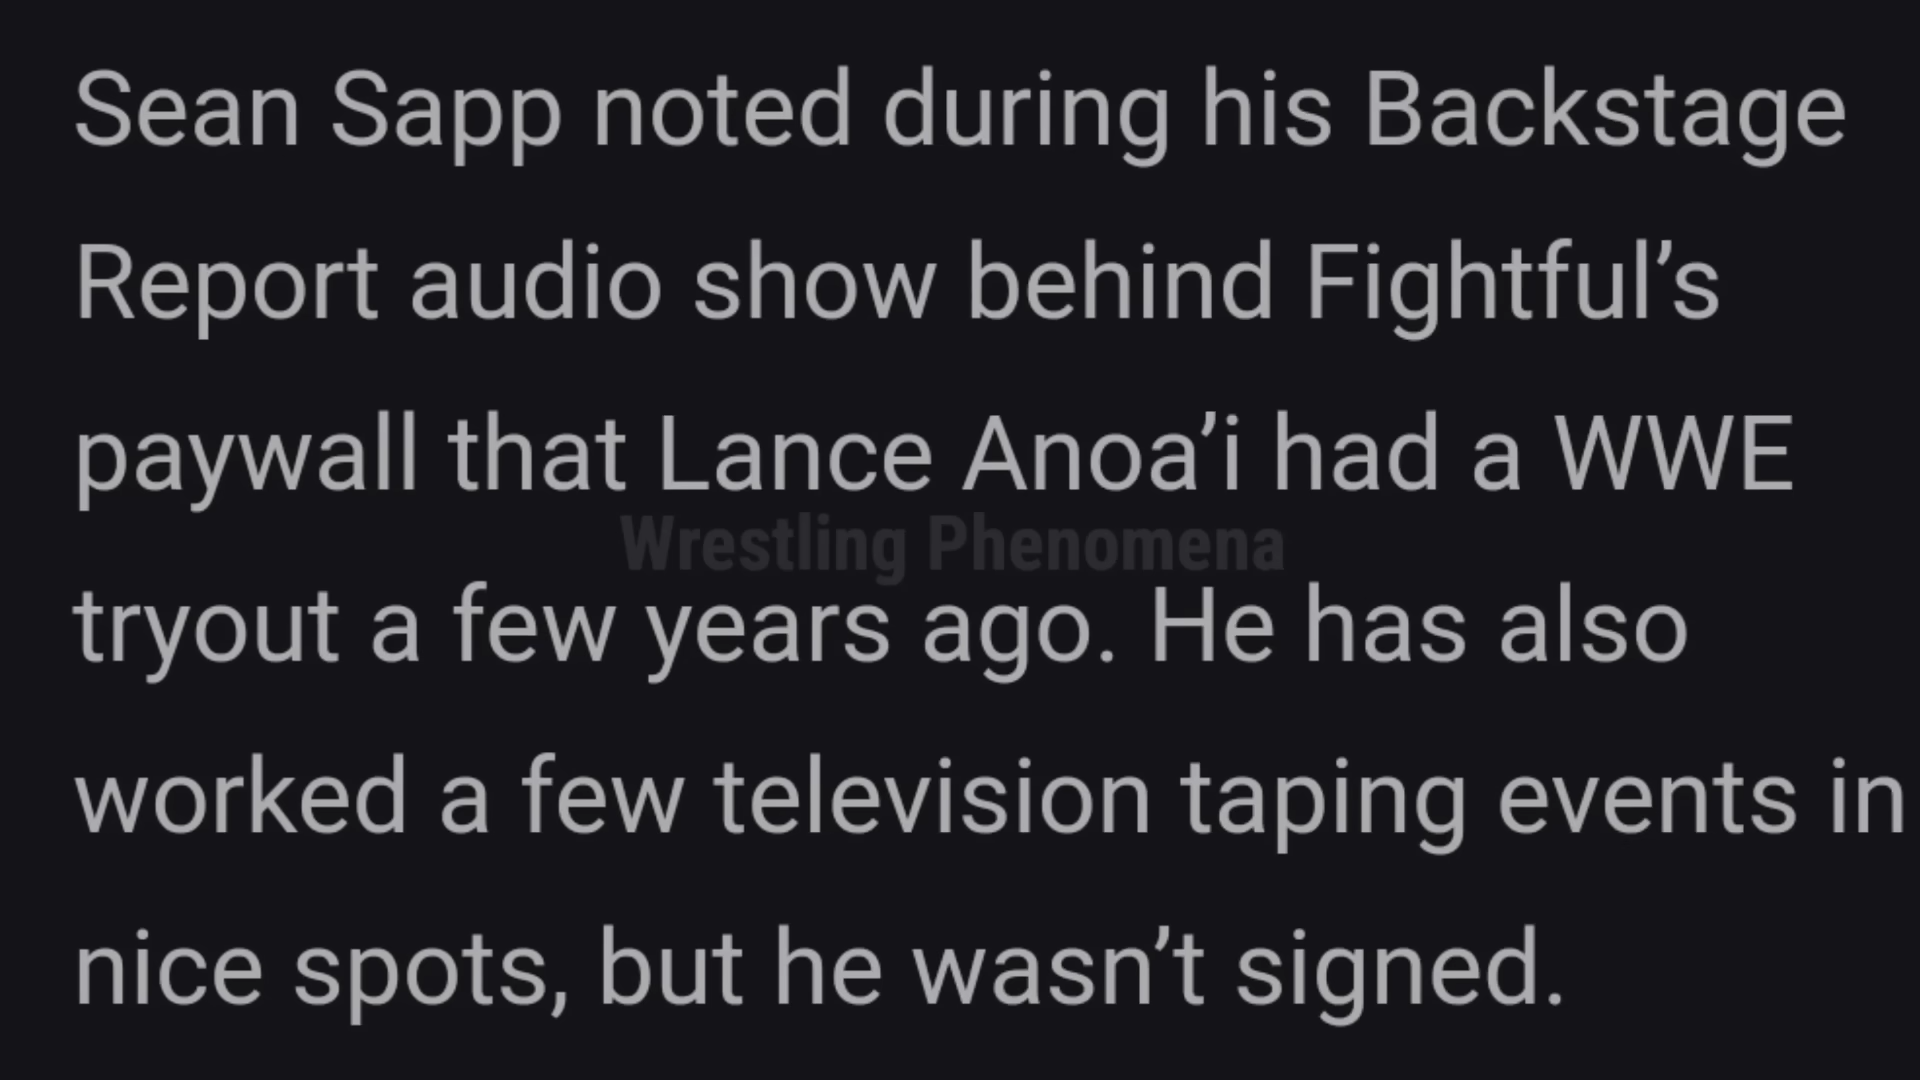 Sean Sapp noted during his Backstage
Report audio show behind Fightful’s
paywall that Lance Anoa’i had a WWE
Wrestling Phenomena
tryout a few years ago. He has also
worked a few television taping events in
nice spots, but he wasn’t signed.